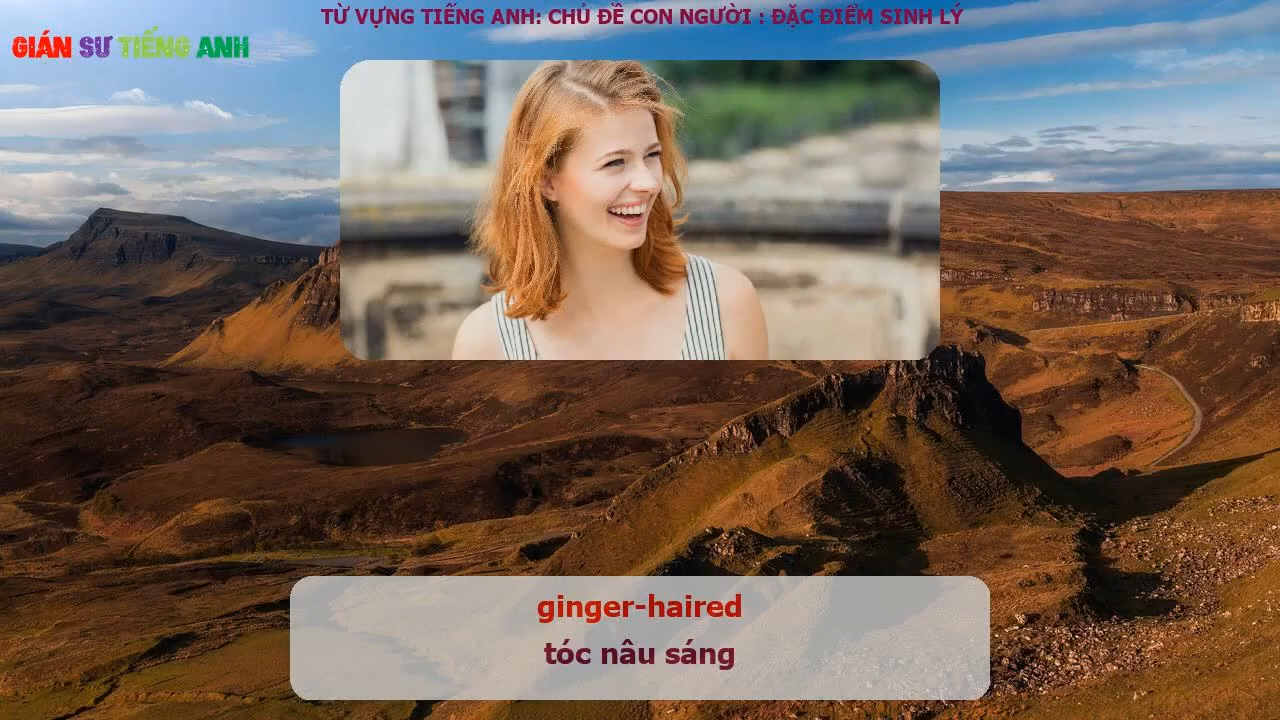 TỪ VỰNG TIẾNG ANH: CHỦ ĐỀ CON NGƯỜI : ĐẶC ĐIỂM SINH LÝ
GIÁN SƯ TIẾNG ANH
ginger-haired
tóc nâu sáng